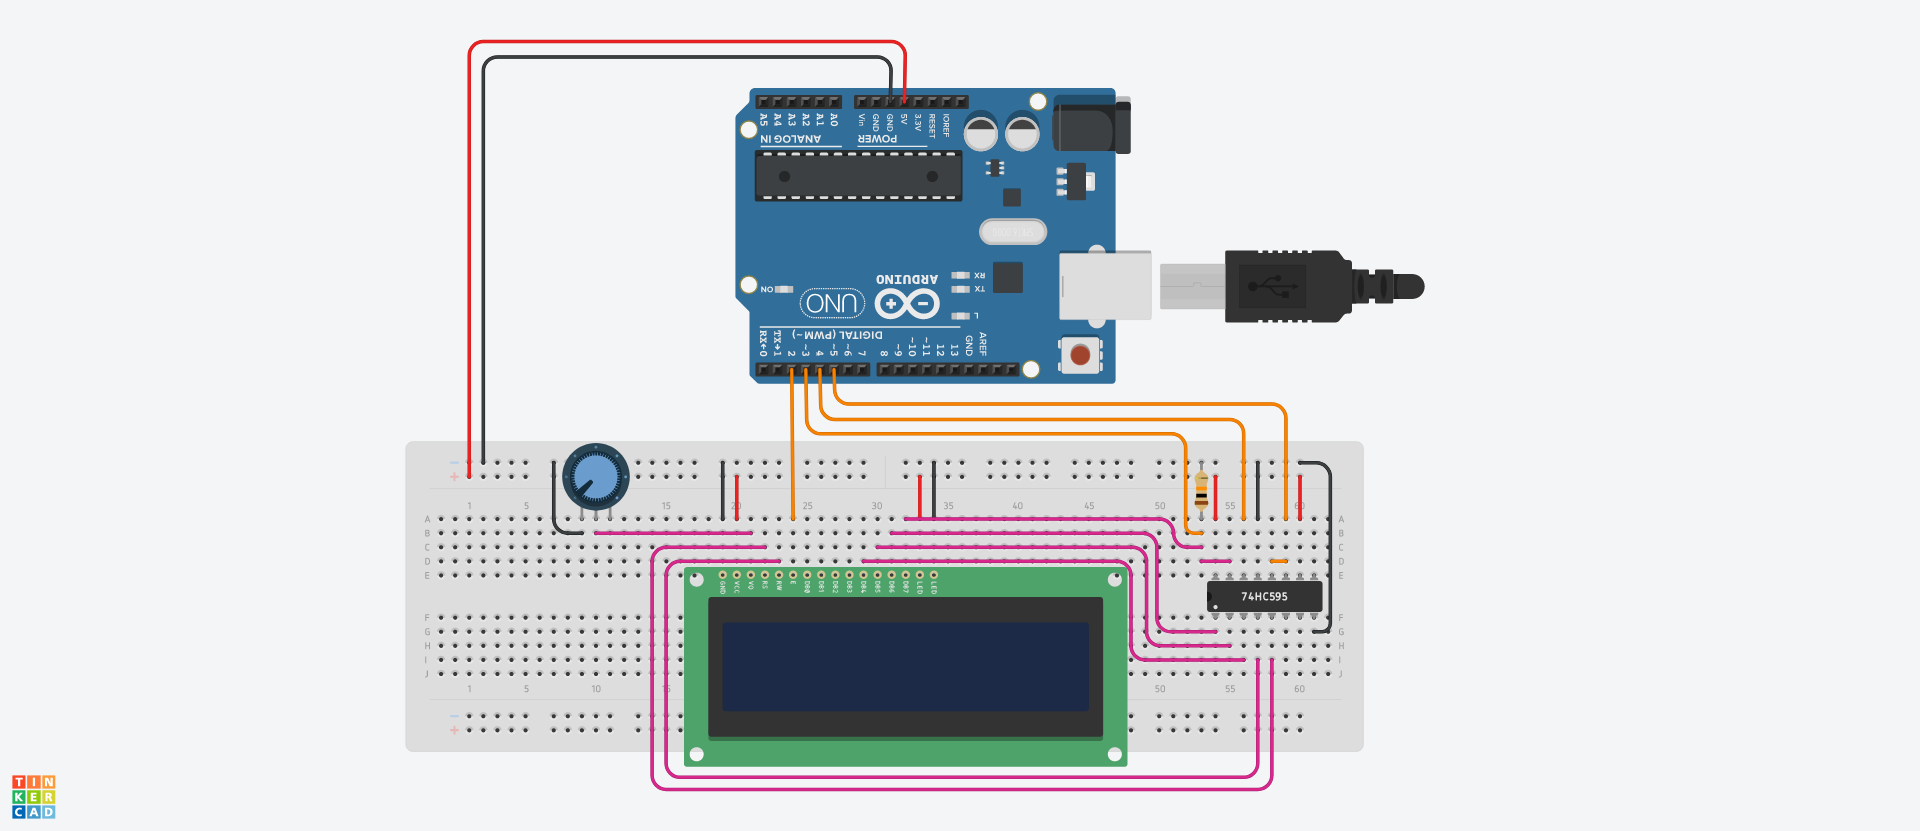 A5 A4 A3 A2 A1 A0
Vin GND GND 5V 3.3V RESET IOREF
ANALOG IN
POWER
ARDUINO
UNO
ON
RX
TX
L
DIGITAL (PWM ~)
RX←0 TX→1 2 ~3 4 ~5 ~6 7
8 ~9 ~10 ~11 12 13 GND AREF
− +
1 5 15 20 25 30 35 40 45 50 55 60
A A
B B
C C
D D
E E
GND VCC VO RS RW E DB0 DB1 DB2 DB3 DB4 DB5 DB6 DB7 LED LED
74HC595
F F
G G
H H
I I
J J
1 5 10 15 50 55 60
− +
TIN
KER
CAD